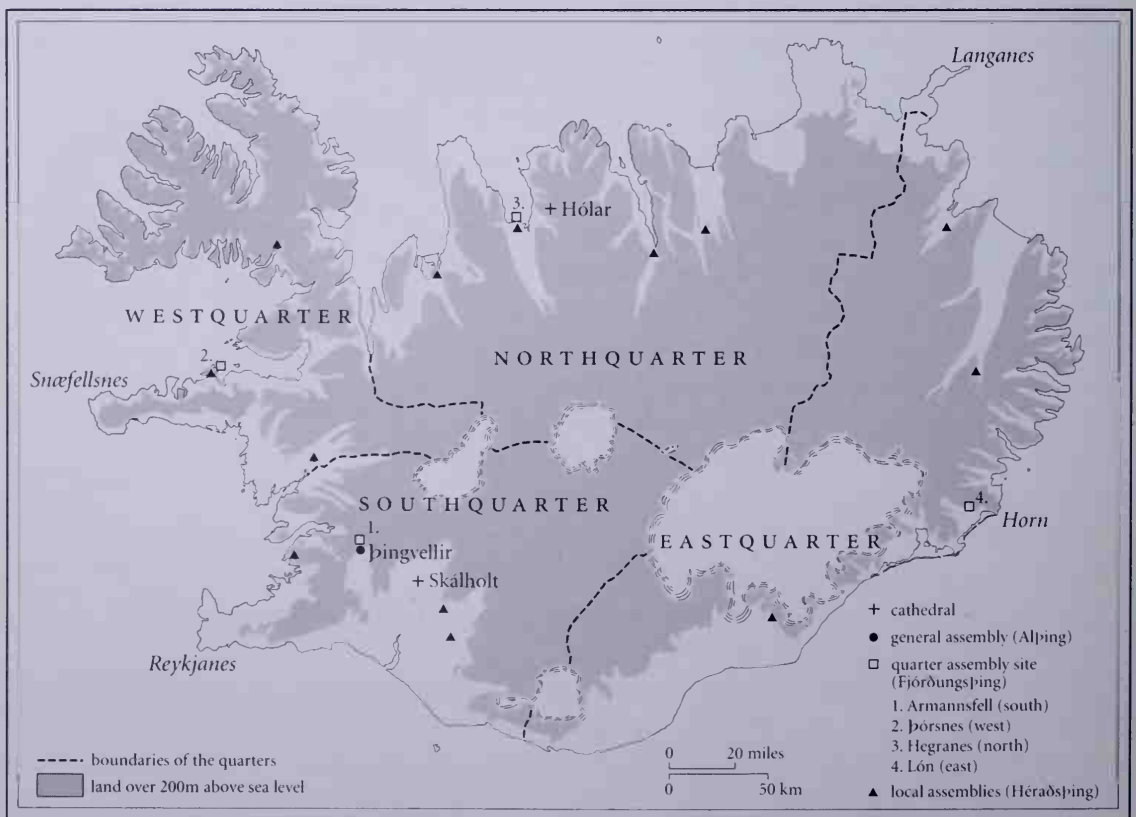 Langanes
3.
+ Hólar
WESTQUARTER
NORTHQUARTER
2.
Snæfellsnes
SOUTHQUARTER
1.
Þingvellir
+ Skálholt
EASTQUARTER
4.
Horn
Reykjanes
+ cathedral
● general assembly (Alþing)
□ quarter assembly site
(Fjórðungsþing)
1. Armannsfell (south)
2. Þórsnes (west)
3. Hegranes (north)
4. Lón (east)
▲ local assemblies (Héraðsþing)
boundaries of the quarters
land over 200m above sea level
0 20 miles
0 50 km